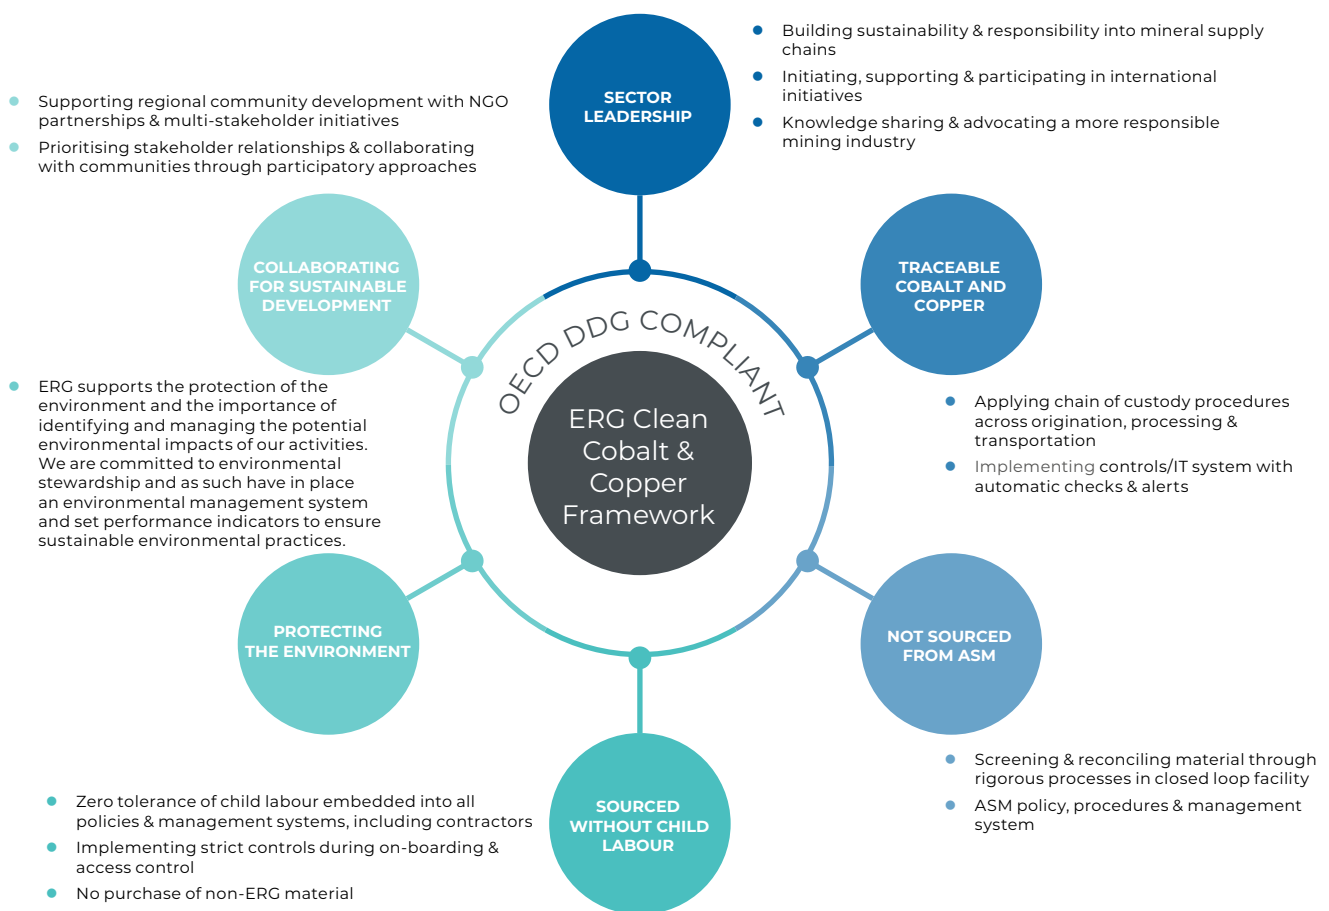 SECTOR
LEADERSHIP
Building sustainability & responsibility into mineral supply
chains
Initiating, supporting & participating in international
initiatives
Knowledge sharing & advocating a more responsible
mining industry
Supporting regional community development with NGO
partnerships & multi-stakeholder initiatives
Prioritising stakeholder relationships & collaborating
with communities through participatory approaches
COLLABORATING
FOR SUSTAINABLE
DEVELOPMENT
TRACEABLE
COBALT AND
COPPER
Applying chain of custody procedures
across origination, processing &
transportation
Implementing controls/IT system with
automatic checks & alerts
OECD DDG COMPLIANT
ERG Clean
Cobalt &
Copper
Framework
ERG supports the protection of the
environment and the importance of
identifying and managing the potential
environmental impacts of our activities.
We are committed to environmental
stewardship and as such have in place
an environmental management system
and set performance indicators to ensure
sustainable environmental practices.
PROTECTING
THE ENVIRONMENT
NOT SOURCED
FROM ASM
Screening & reconciling material through
rigorous processes in closed loop facility
ASM policy, procedures & management
system
Zero tolerance of child labour embedded into all
policies & management systems, including contractors
Implementing strict controls during on-boarding &
access control
No purchase of non-ERG material
SOURCED
WITHOUT CHILD
LABOUR